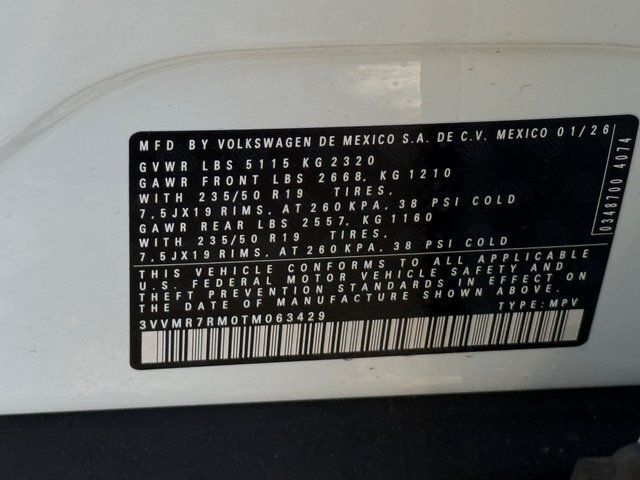 MFD BY VOLKSWAGEN DE MEXICO S.A. DE C.V. MEXICO 01/26
GVWR LBS 5115 KG 2320
GAWR FRONT LBS 2668, KG 1210
WITH 235/50 R19 TIRES,
7.5JX19 RIMS, AT 260 KPA, 38 PSI COLD
GAWR REAR LBS 2557, KG 1160
WITH 235/50 R19 TIRES,
7.5JX19 RIMS, AT 260 KPA, 38 PSI COLD
THIS VEHICLE CONFORMS TO ALL APPLICABLE
U.S. FEDERAL MOTOR VEHICLE SAFETY AND
THEFT PREVENTION STANDARDS IN EFFECT ON
THE DATE OF MANUFACTURE SHOWN ABOVE.
3VVMR7RM0TM063429 TYPE: MPV
0348700 4074